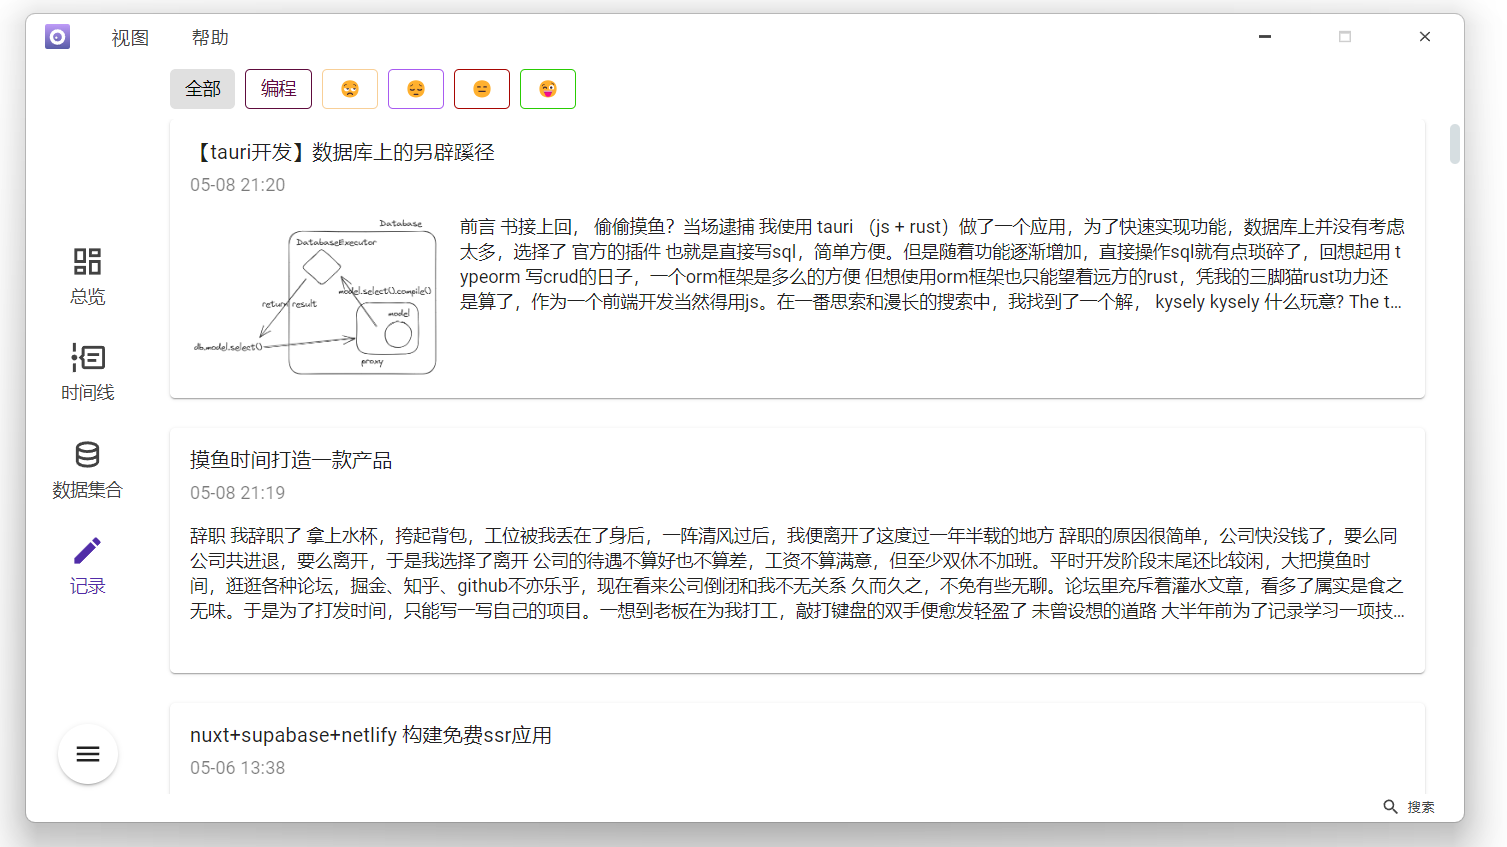 视图 帮助
全部 编程
【tauri开发】数据库上的另辟蹊径
05-08 21:20
Database
DatabaseExecutor
model.select().compile()
return result
model
db.model.select()
proxy
前言 书接上回， 偷偷摸鱼？当场逮捕 我使用 tauri （js + rust）做了一个应用，为了快速实现功能，数据库上并没有考虑
太多，选择了 官方的插件 也就是直接写sql，简单方便。但是随着功能逐渐增加，直接操作sql就有点琐碎了，回想起用 t
ypeorm 写crud的日子，一个orm框架是多么的方便 但想使用orm框架也只能望着远方的rust，凭我的三脚猫rust功力还
是算了，作为一个前端开发当然得用js。在一番思索和漫长的搜索中，我找到了一个解， kysely kysely 什么玩意? The t...
总览
时间线
数据集合
记录
摸鱼时间打造一款产品
05-08 21:19
辞职 我辞职了 拿上水杯，挎起背包，工位被我丢在了身后，一阵清风过后，我便离开了这度过一年半载的地方 辞职的原因很简单，公司快没钱了，要么同
公司共进退，要么离开，于是我选择了离开 公司的待遇不算好也不算差，工资不算满意，但至少双休不加班。平时开发阶段末尾还比较闲，大把摸鱼时
间，逛逛各种论坛，掘金、知乎、github不亦乐乎，现在看来公司倒闭和我不无关系 久而久之，不免有些无聊。论坛里充斥着灌水文章，看多了属实是食之
无味。于是为了打发时间，只能写一写自己的项目。一想到老板在为我打工，敲打键盘的双手便愈发轻盈了 未曾设想的道路 大半年前为了记录学习一项技...
nuxt+supabase+netlify 构建免费ssr应用
05-06 13:38
搜索